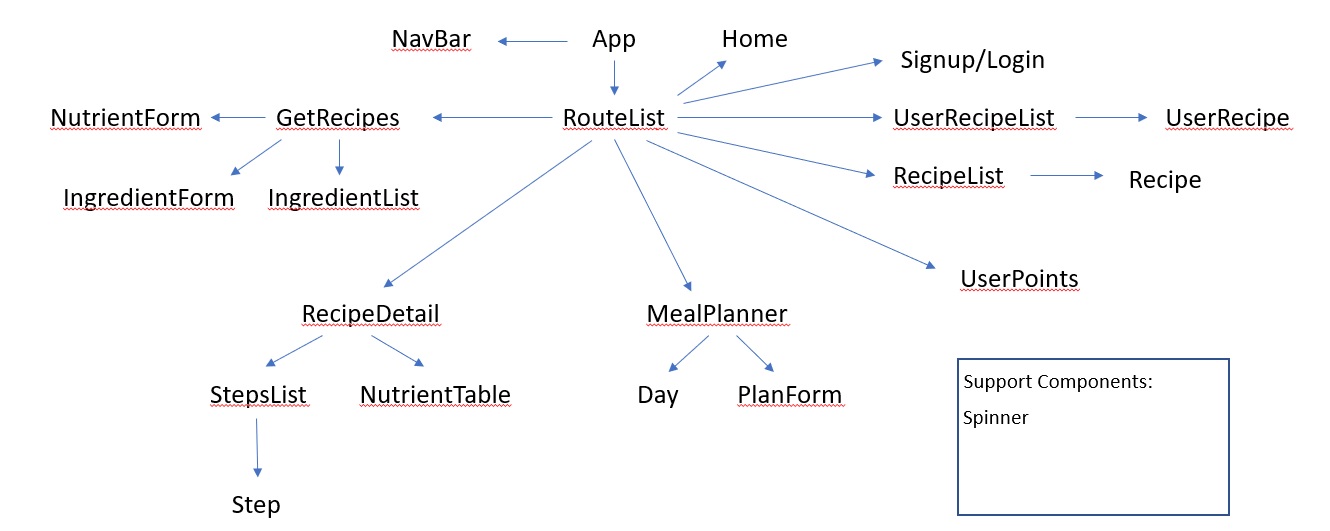 NavBar
App
Home
Signup/Login
NutrientForm
GetRecipes
RouteList
UserRecipeList
UserRecipe
IngredientForm
IngredientList
RecipeList
Recipe
UserPoints
RecipeDetail
MealPlanner
StepsList
NutrientTable
Day
PlanForm
Support Components:
Spinner
Step